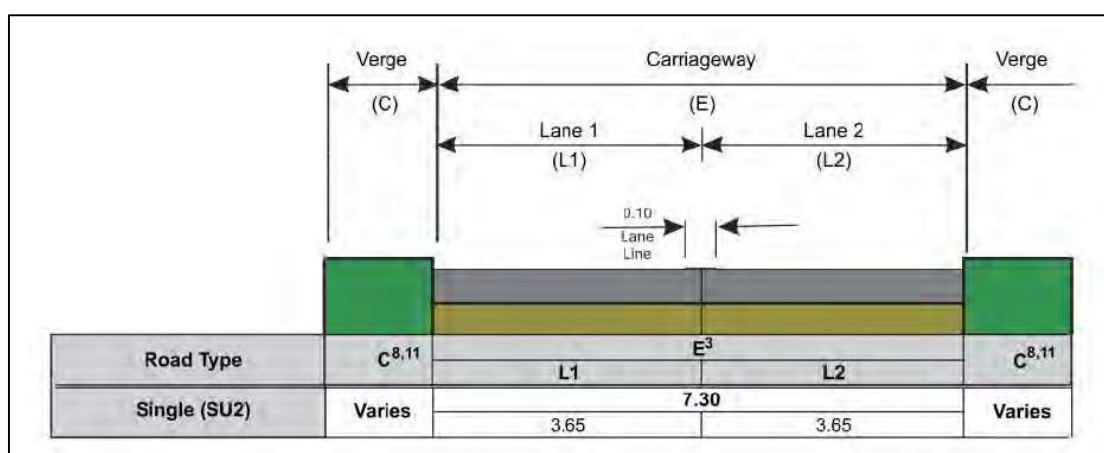 Verge Carriageway Verge
(C) (E) (C)
Lane 1 Lane 2
(L1) (L2)
0.10
Lane
Line
Road Type C8,11 E3 C8,11
L1 L2
Single (SU2) Varies 7.30 Varies
3.65 3.65